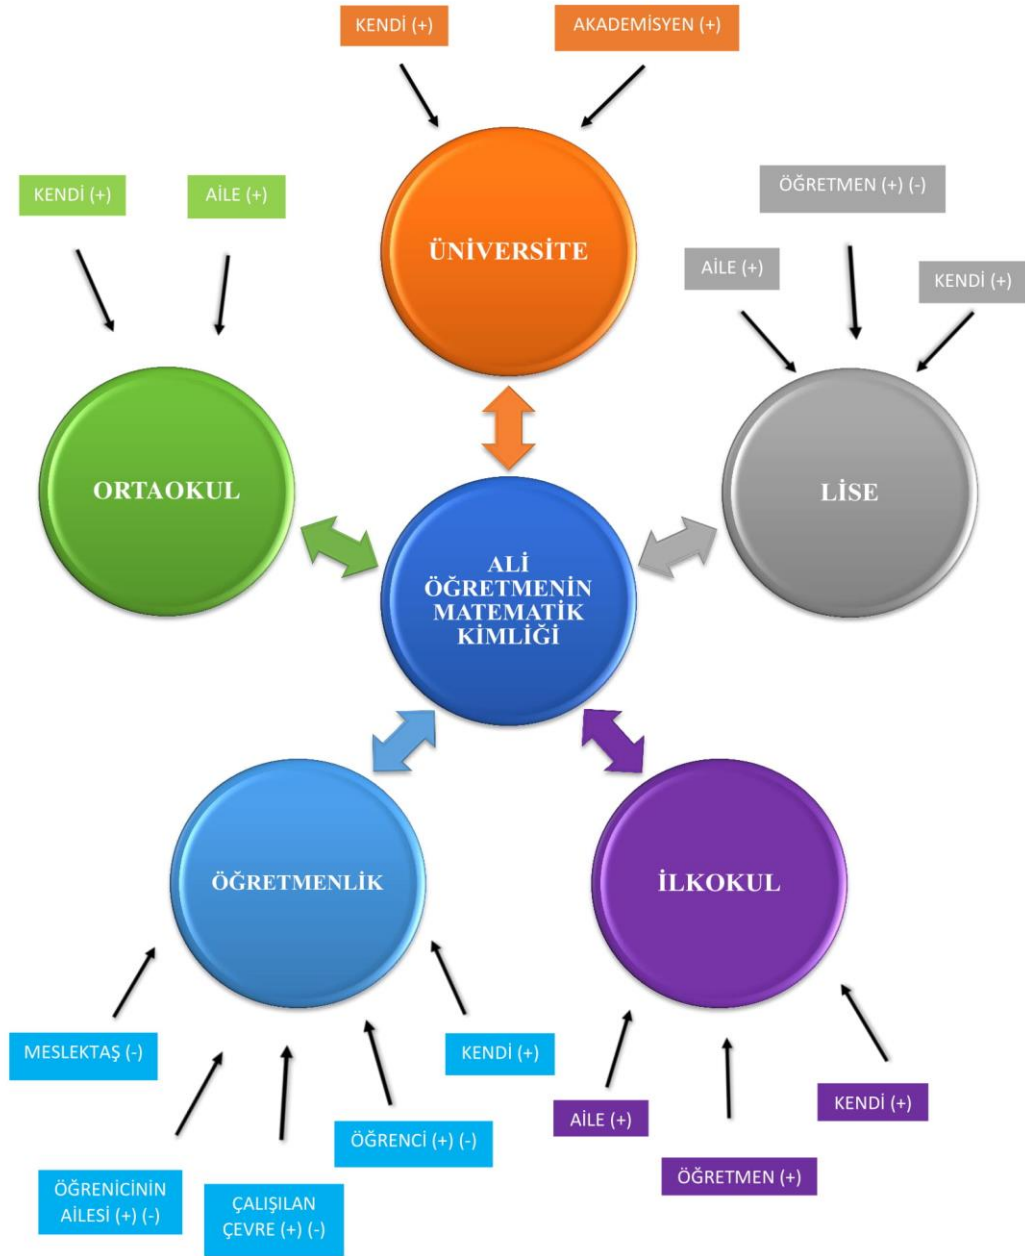 KENDİ (+)
AKADEMİSYEN (+)
ÜNİVERSİTE
KENDİ (+)
AİLE (+)
ORTAOKUL
ÖĞRETMEN (+) (-)
AİLE (+)
KENDİ (+)
LİSE
ALİ
ÖĞRETMENİN
MATEMATİK
KİMLİĞİ
ÖĞRETMENLİK
MESLEKTAŞ (-)
ÖĞRENİCİNİN
AİLESİ (+) (-)
ÇALIŞILAN
ÇEVRE (+) (-)
ÖĞRENCİ (+) (-)
KENDİ (+)
İLKOKUL
AİLE (+)
ÖĞRETMEN (+)
KENDİ (+)